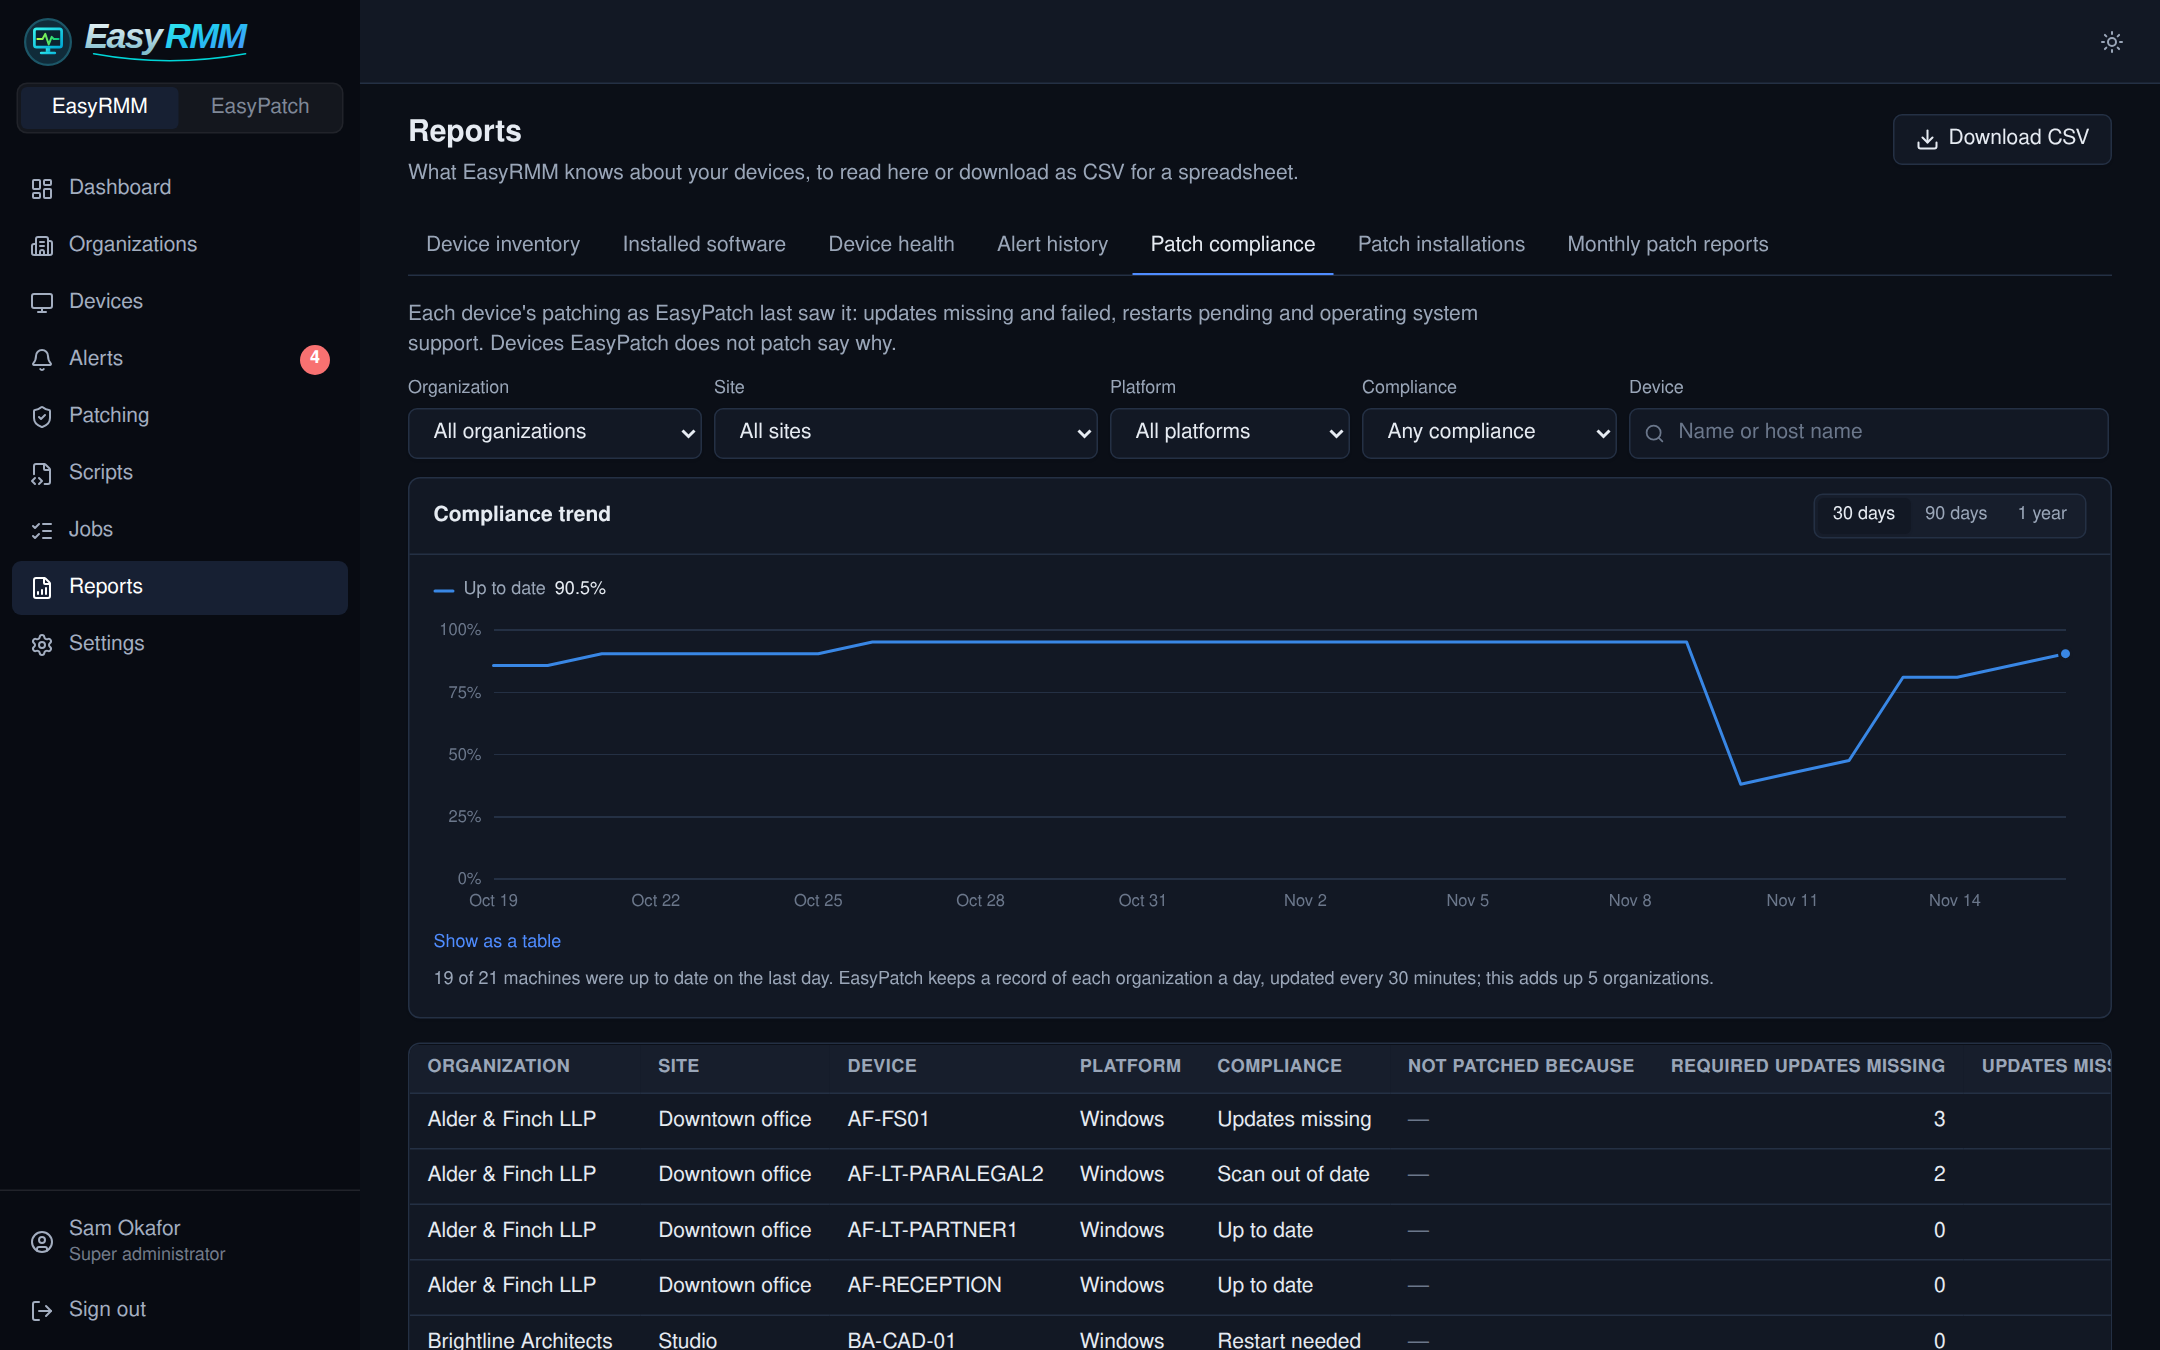 EasyRMM
EasyRMM
EasyPatch
Dashboard
Organizations
Devices
Alerts
4
Patching
Scripts
Jobs
Reports
Settings
Sam Okafor
Super administrator
Sign out
Reports
What EasyRMM knows about your devices, to read here or download as CSV for a spreadsheet.
Download CSV
Device inventory
Installed software
Device health
Alert history
Patch compliance
Patch installations
Monthly patch reports
Each device's patching as EasyPatch last saw it: updates missing and failed, restarts pending and operating system
support. Devices EasyPatch does not patch say why.
Organization
Site
Platform
Compliance
Device
All organizations
All sites
All platforms
Any compliance
Name or host name
Compliance trend
30 days
90 days
1 year
Up to date 90.5%
100%
75%
50%
25%
0%
Oct 19
Oct 22
Oct 25
Oct 28
Oct 31
Nov 2
Nov 5
Nov 8
Nov 11
Nov 14
Show as a table
19 of 21 machines were up to date on the last day. EasyPatch keeps a record of each organization a day, updated every 30 minutes; this adds up 5 organizations.
ORGANIZATION SITE DEVICE PLATFORM COMPLIANCE NOT PATCHED BECAUSE REQUIRED UPDATES MISSING UPDATES MISS
Alder & Finch LLP Downtown office AF-FS01 Windows Updates missing — 3
Alder & Finch LLP Downtown office AF-LT-PARALEGAL2 Windows Scan out of date — 2
Alder & Finch LLP Downtown office AF-LT-PARTNER1 Windows Up to date — 0
Alder & Finch LLP Downtown office AF-RECEPTION Windows Up to date — 0
Brightline Architects Studio BA-CAD-01 Windows Restart needed — 0